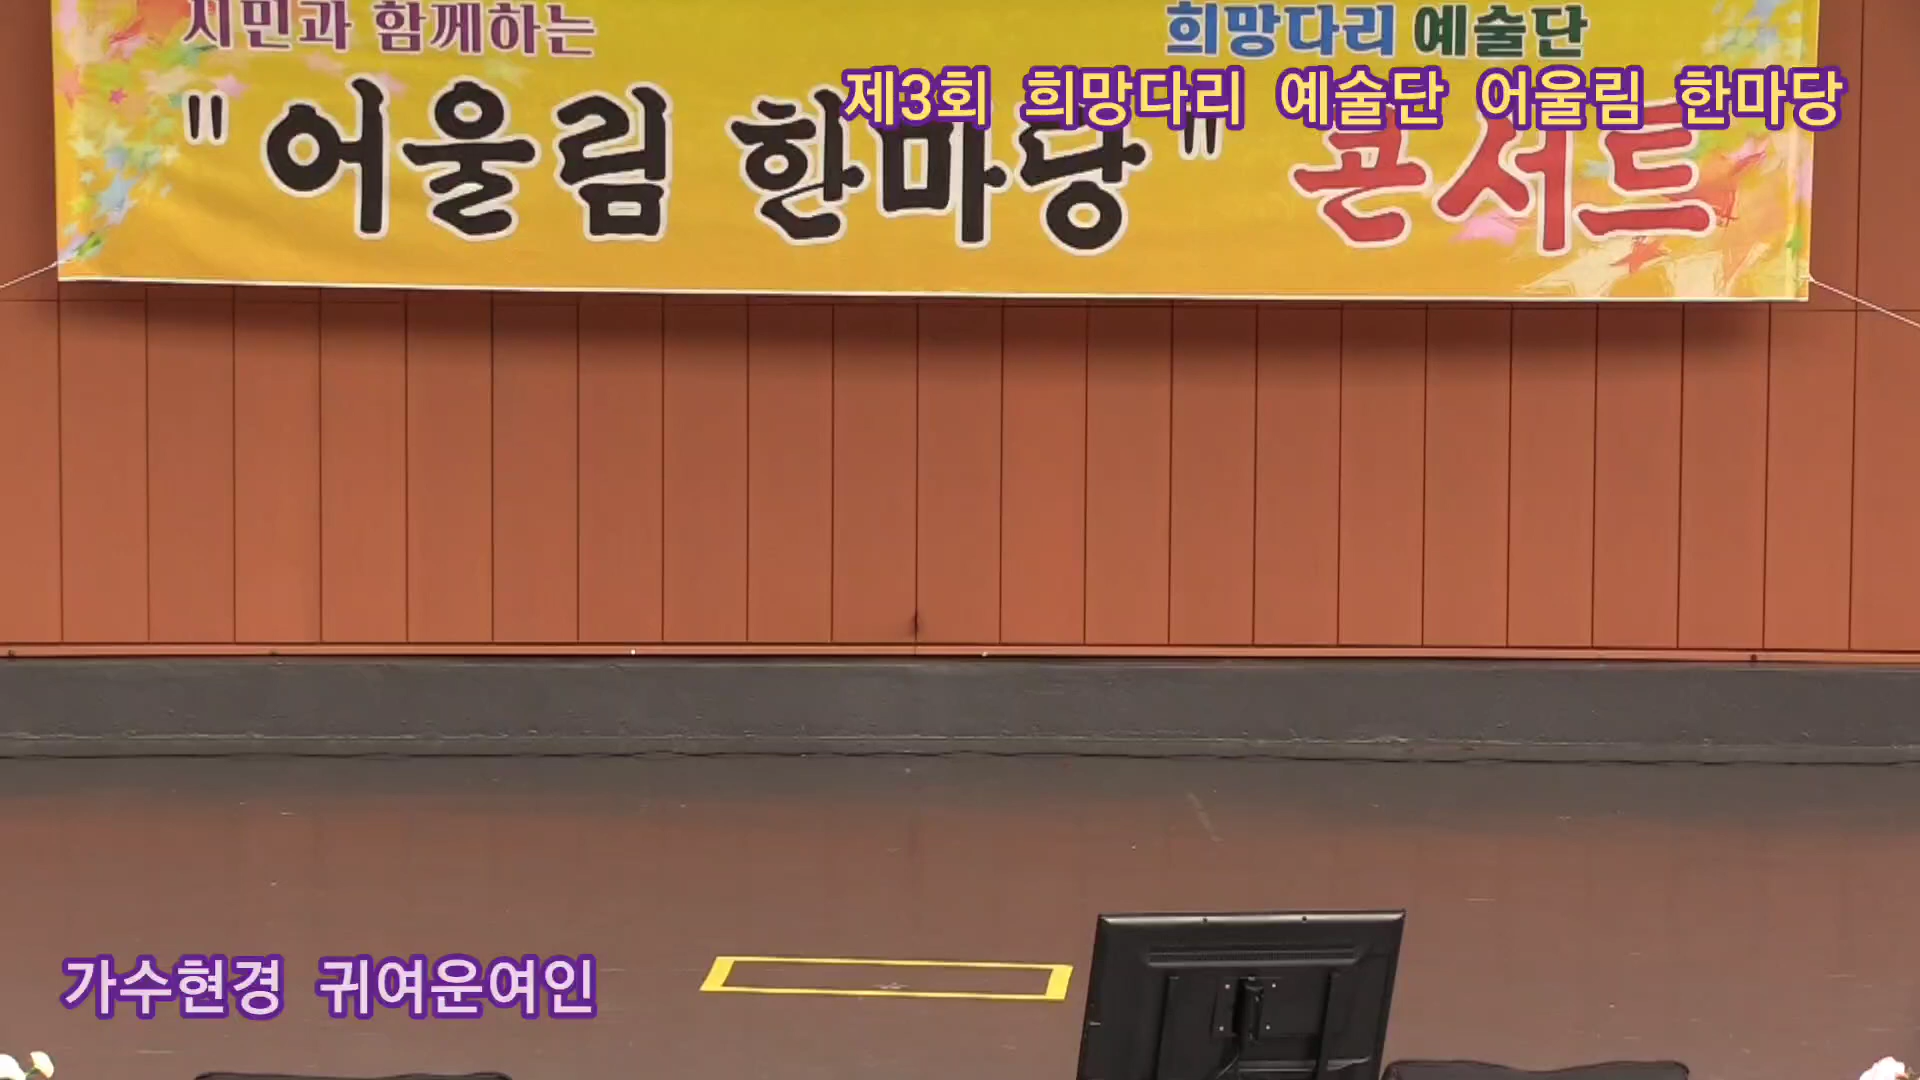 시민과 함께하는 희망다리 예술단
제3회 희망다리 예술단 어울림 한마당
"어울림 한마당" 콘서트
가수현경 귀여운여인